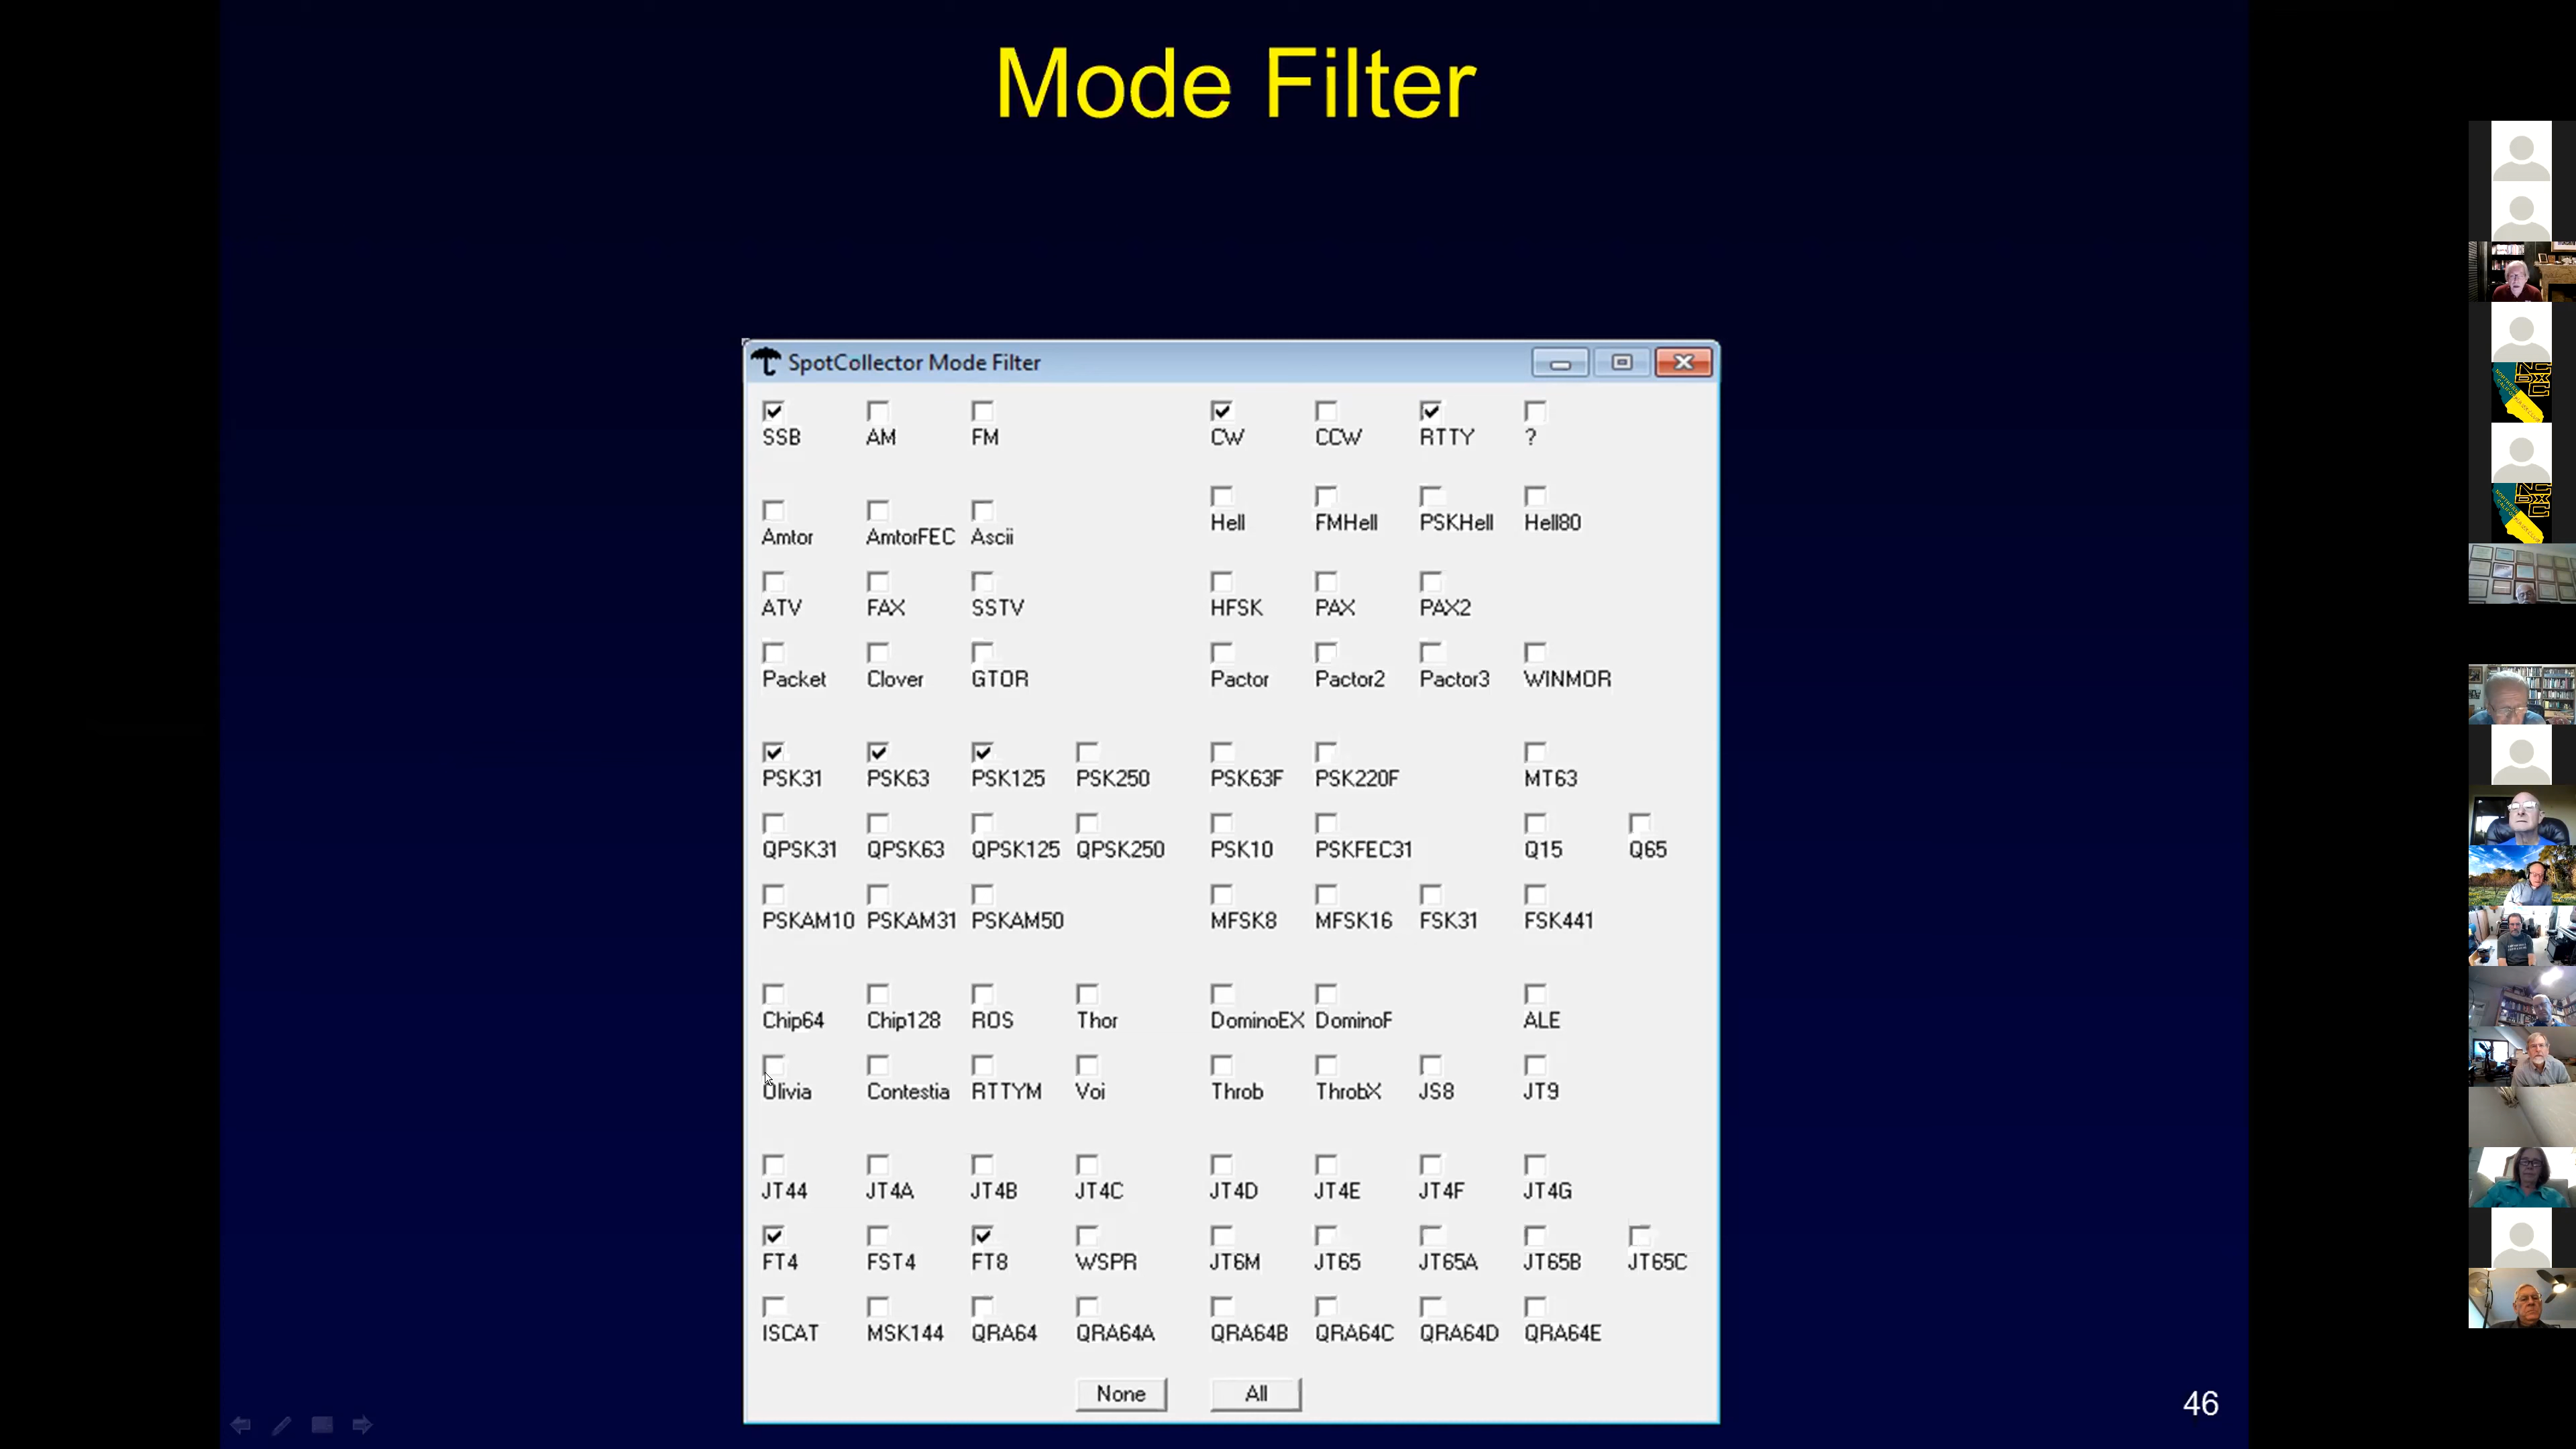 Mode Filter
SpotCollector Mode Filter
SSB AM FM CW CCW RTTY ?
Hell FMHell PSKHell Hell80
Amtor AmtorFEC Ascii
ATV FAX SSTV HFSK PAX PAX2
Packet Clover GTOR Pactor Pactor2 Pactor3 WINMOR
PSK31 PSK63 PSK125 PSK250 PSK63F PSK220F MT63
QPSK31 QPSK63 QPSK125 QPSK250 PSK10 PSKFEC31 Q15 Q65
PSKAM10 PSKAM31 PSKAM50 MFSK8 MFSK16 FSK31 FSK441
Chip64 Chip128 ROS Thor DominoEX DominoF ALE
Olivia Contestia RTTYM Voi Throb ThrobX JS8 JT9
JT44 JT4A JT4B JT4C JT4D JT4E JT4F JT4G
FT4 FST4 FT8 WSPR JT6M JT65 JT65A JT65B JT65C
ISCAT MSK144 QRA64 QRA64A QRA64B QRA64C QRA64D QRA64E
None All
46